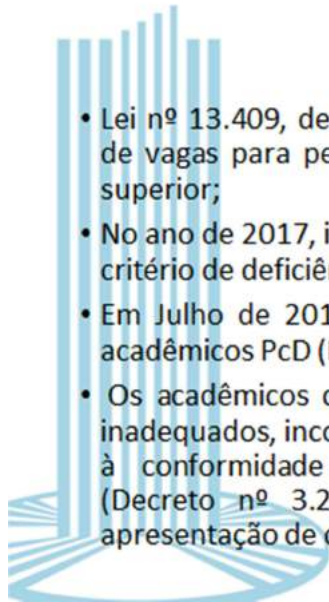 • Lei nº 13.409, de
de vagas para pe
superior;
• No ano de 2017, i
critério de deficiê
• Em Julho de 201
acadêmicos PcD (
• Os acadêmicos
inadequados, inco
à conformidade
(Decreto nº 3.2
apresentação de